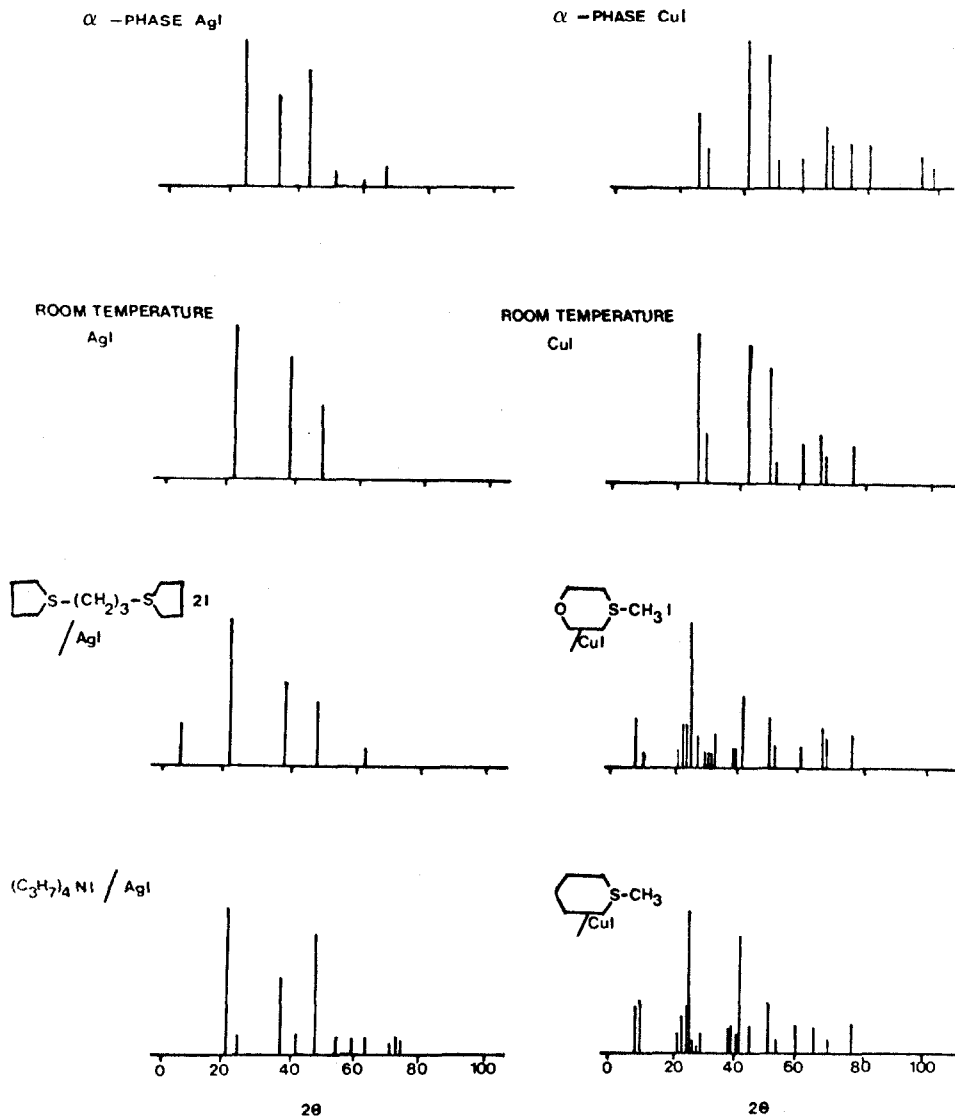 α -PHASE AgI
α -PHASE CuI
ROOM TEMPERATURE
AgI
ROOM TEMPERATURE
CuI
S-(CH2)3-S 2I
/AgI
O S-CH3 I
/CuI
(C3H7)4 NI / AgI
S-CH3
/CuI
0 20 40 60 80 100
0 20 40 60 80 100
2θ
2θ